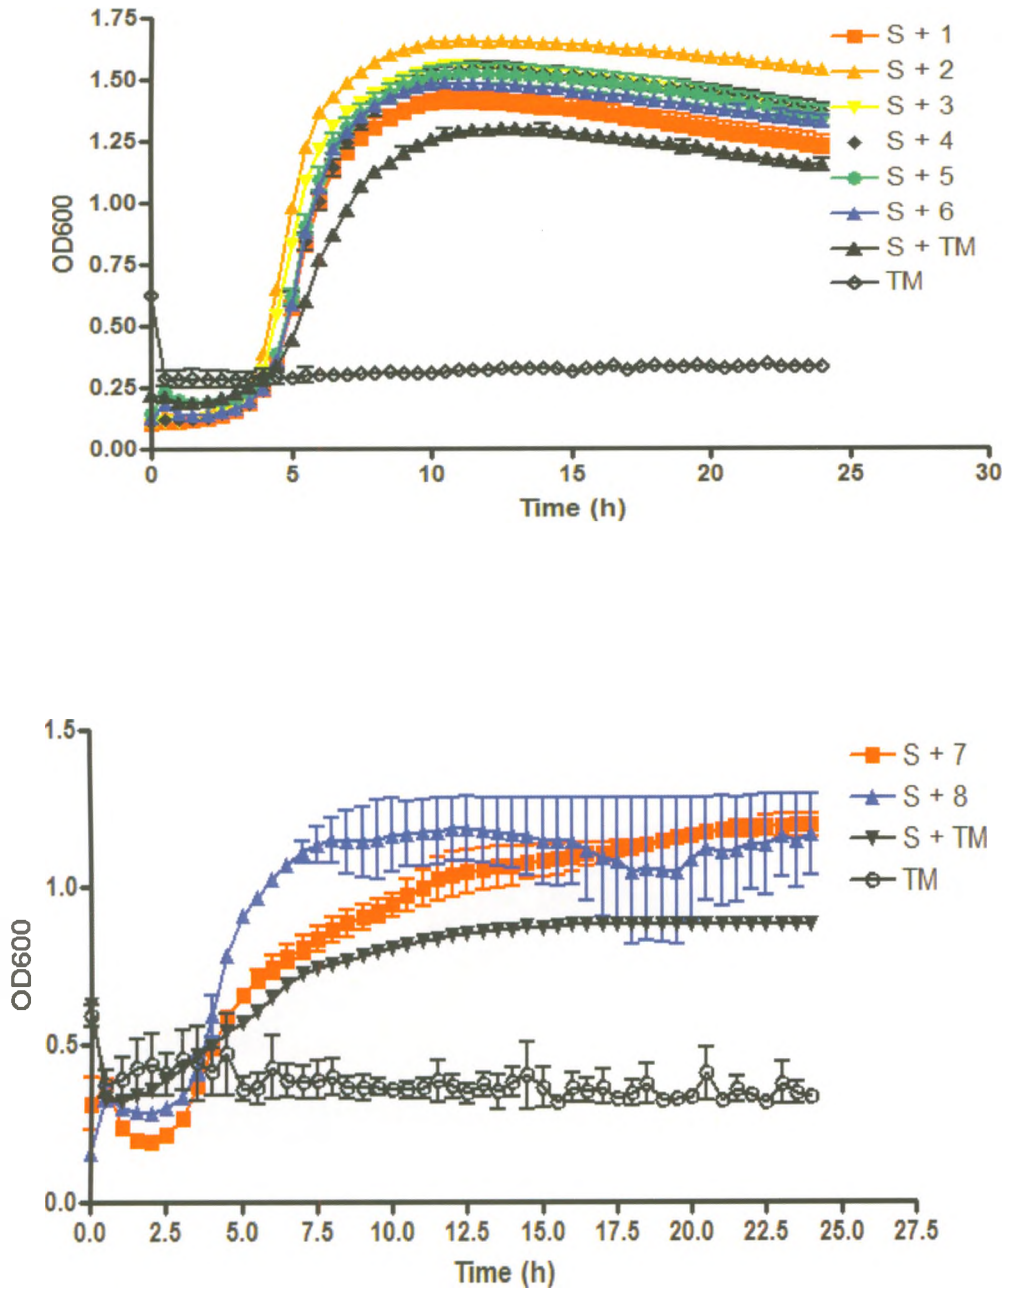 1.75
1.50
1.25
1.00
0.75
0.50
0.25
0.00
OD600
0 5 10 15 20 25 30
Time (h)
S + 1
S + 2
S + 3
S + 4
S + 5
S + 6
S + TM
TM
1.5
1.0
0.5
0.0
OD600
0.0 2.5 5.0 7.5 10.0 12.5 15.0 17.5 20.0 22.5 25.0 27.5
Time (h)
S + 7
S + 8
S + TM
TM